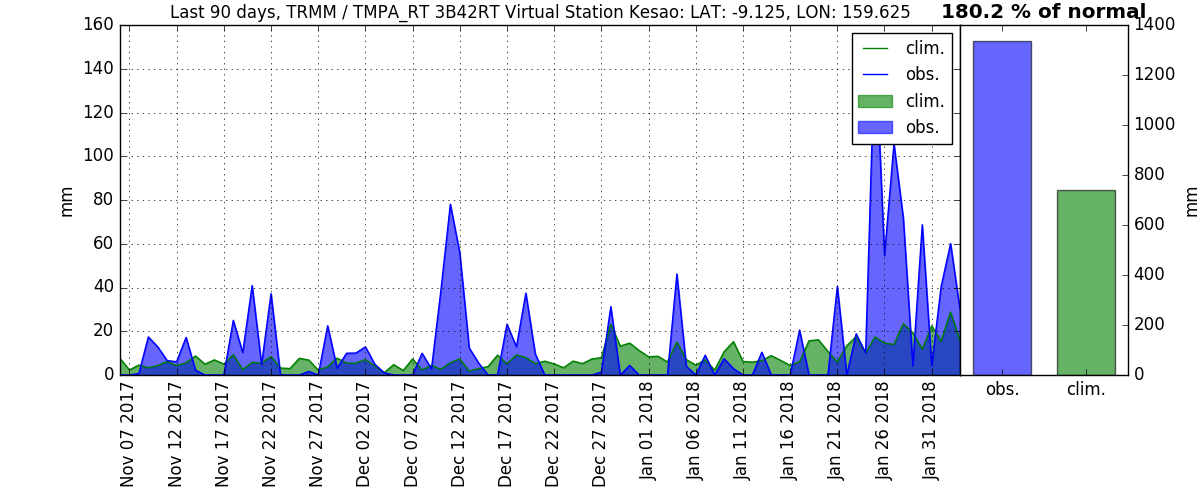 Last 90 days, TRMM / TMPA_RT 3B42RT Virtual Station Kesao: LAT: -9.125, LON: 159.625
180.2 % of normal
160
140
120
100
80
60
40
20
0
mm
clim.
obs.
clim.
obs.
1400
1200
1000
800
600
400
200
0
mm
Nov 07 2017
Nov 12 2017
Nov 17 2017
Nov 22 2017
Nov 27 2017
Dec 02 2017
Dec 07 2017
Dec 12 2017
Dec 17 2017
Dec 22 2017
Dec 27 2017
Jan 01 2018
Jan 06 2018
Jan 11 2018
Jan 16 2018
Jan 21 2018
Jan 26 2018
Jan 31 2018
obs.
clim.